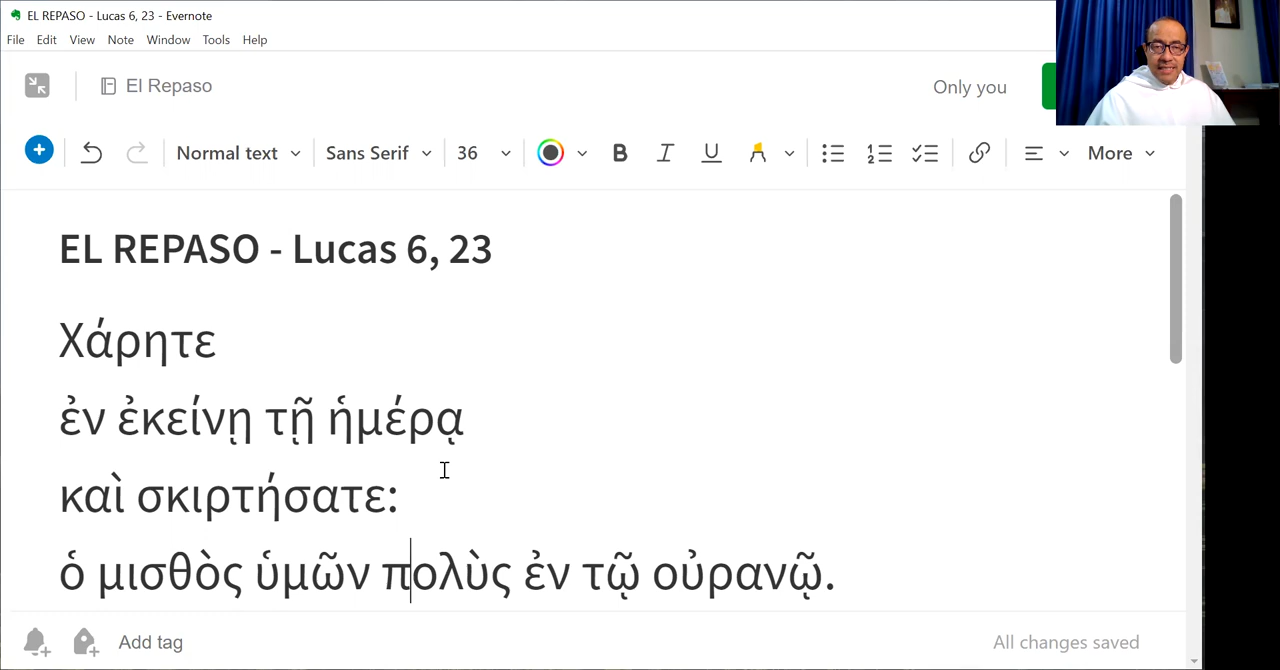 EL REPASO - Lucas 6, 23 - Evernote
File Edit View Note Window Tools Help
El Repaso
Only you
Normal text Sans Serif 36 B I U More
EL REPASO - Lucas 6, 23
Χάρητε
ἐν ἐκείνῃ τῇ ἡμέρᾳ
καὶ σκιρτήσατε:
ὁ μισθὸς ὑμῶν πολὺς ἐν τῷ οὐρανῷ.
Add tag
All changes saved